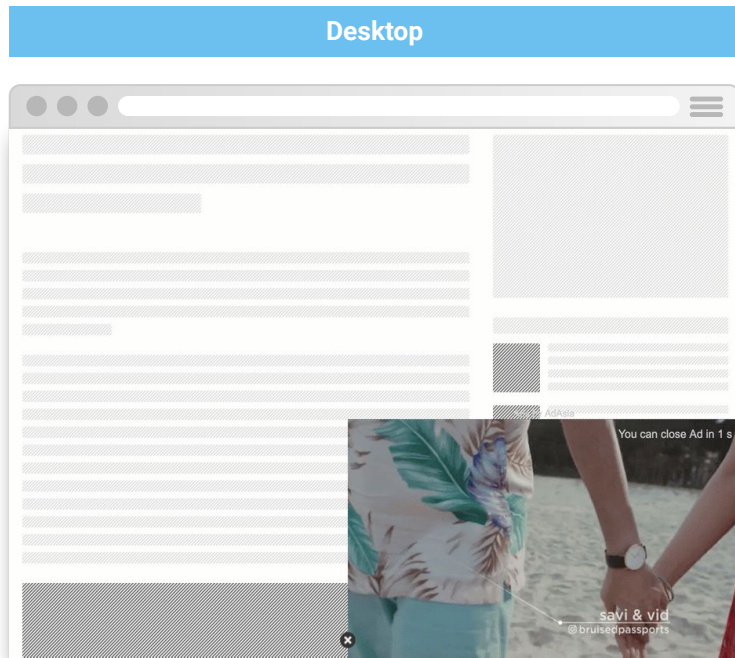 Desktop
AdAsia
You can close Ad in 1 s
savi & vid
@bruisedpassports